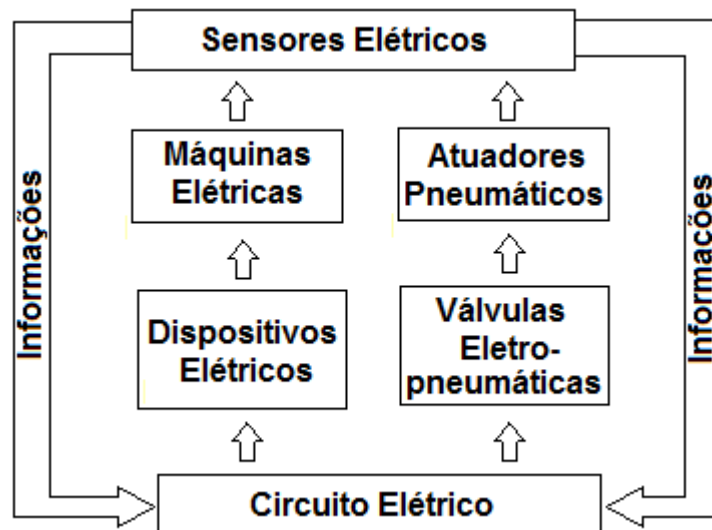 Sensores Elétricos
Informações
Máquinas
Elétricas
Atuadores
Pneumáticos
Informações
Dispositivos
Elétricos
Válvulas
Eletro-
pneumáticas
Circuito Elétrico